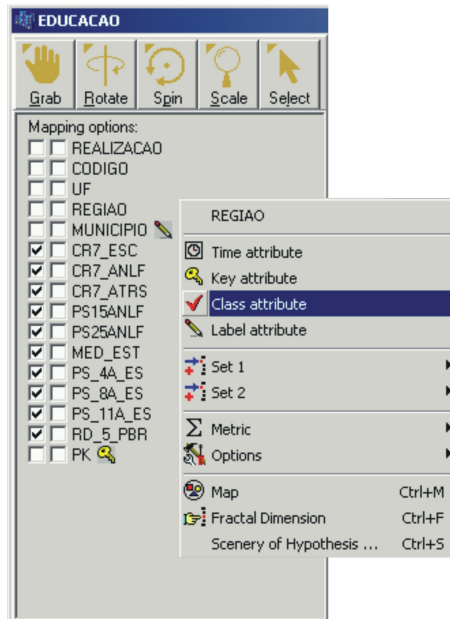 EDUCACAO
Grab Rotate Spin Scale Select
Mapping options:
REALIZACAO
CODIGO
UF
REGIAO
MUNICIPIO
CR7_ESC
CR7_ANLF
CR7_ATRS
PS15ANLF
PS25ANLF
MED_EST
PS_4A_ES
PS_8A_ES
PS_11A_ES
RD_5_PBR
PK
REGIAO
Time attribute
Key attribute
Class attribute
Label attribute
Set 1
Set 2
Metric
Options
Map Ctrl+M
Fractal Dimension Ctrl+F
Scenery of Hypothesis ... Ctrl+S